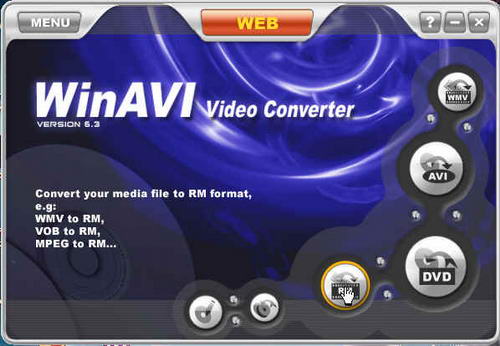 MENU
WEB
?
WinAVI Video Converter
VERSION 6.3
WMV
AVI
Convert your media file to RM format,
e.g:
WMV to RM,
VOB to RM,
MPEG to RM...
DVD